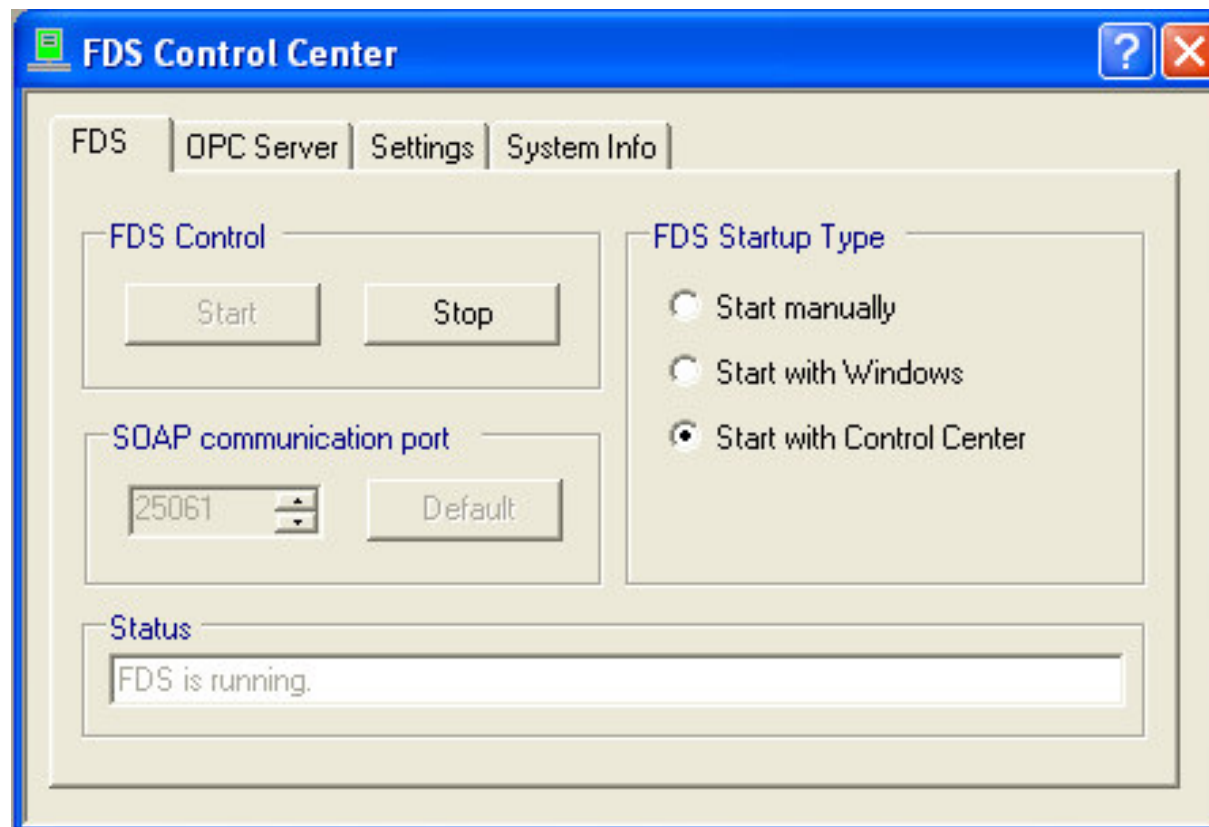 FDS Control Center
FDS OPC Server Settings System Info
FDS Control
Start Stop
SOAP communication port
25061 Default
FDS Startup Type
Start manually
Start with Windows
Start with Control Center
Status
FDS is running.